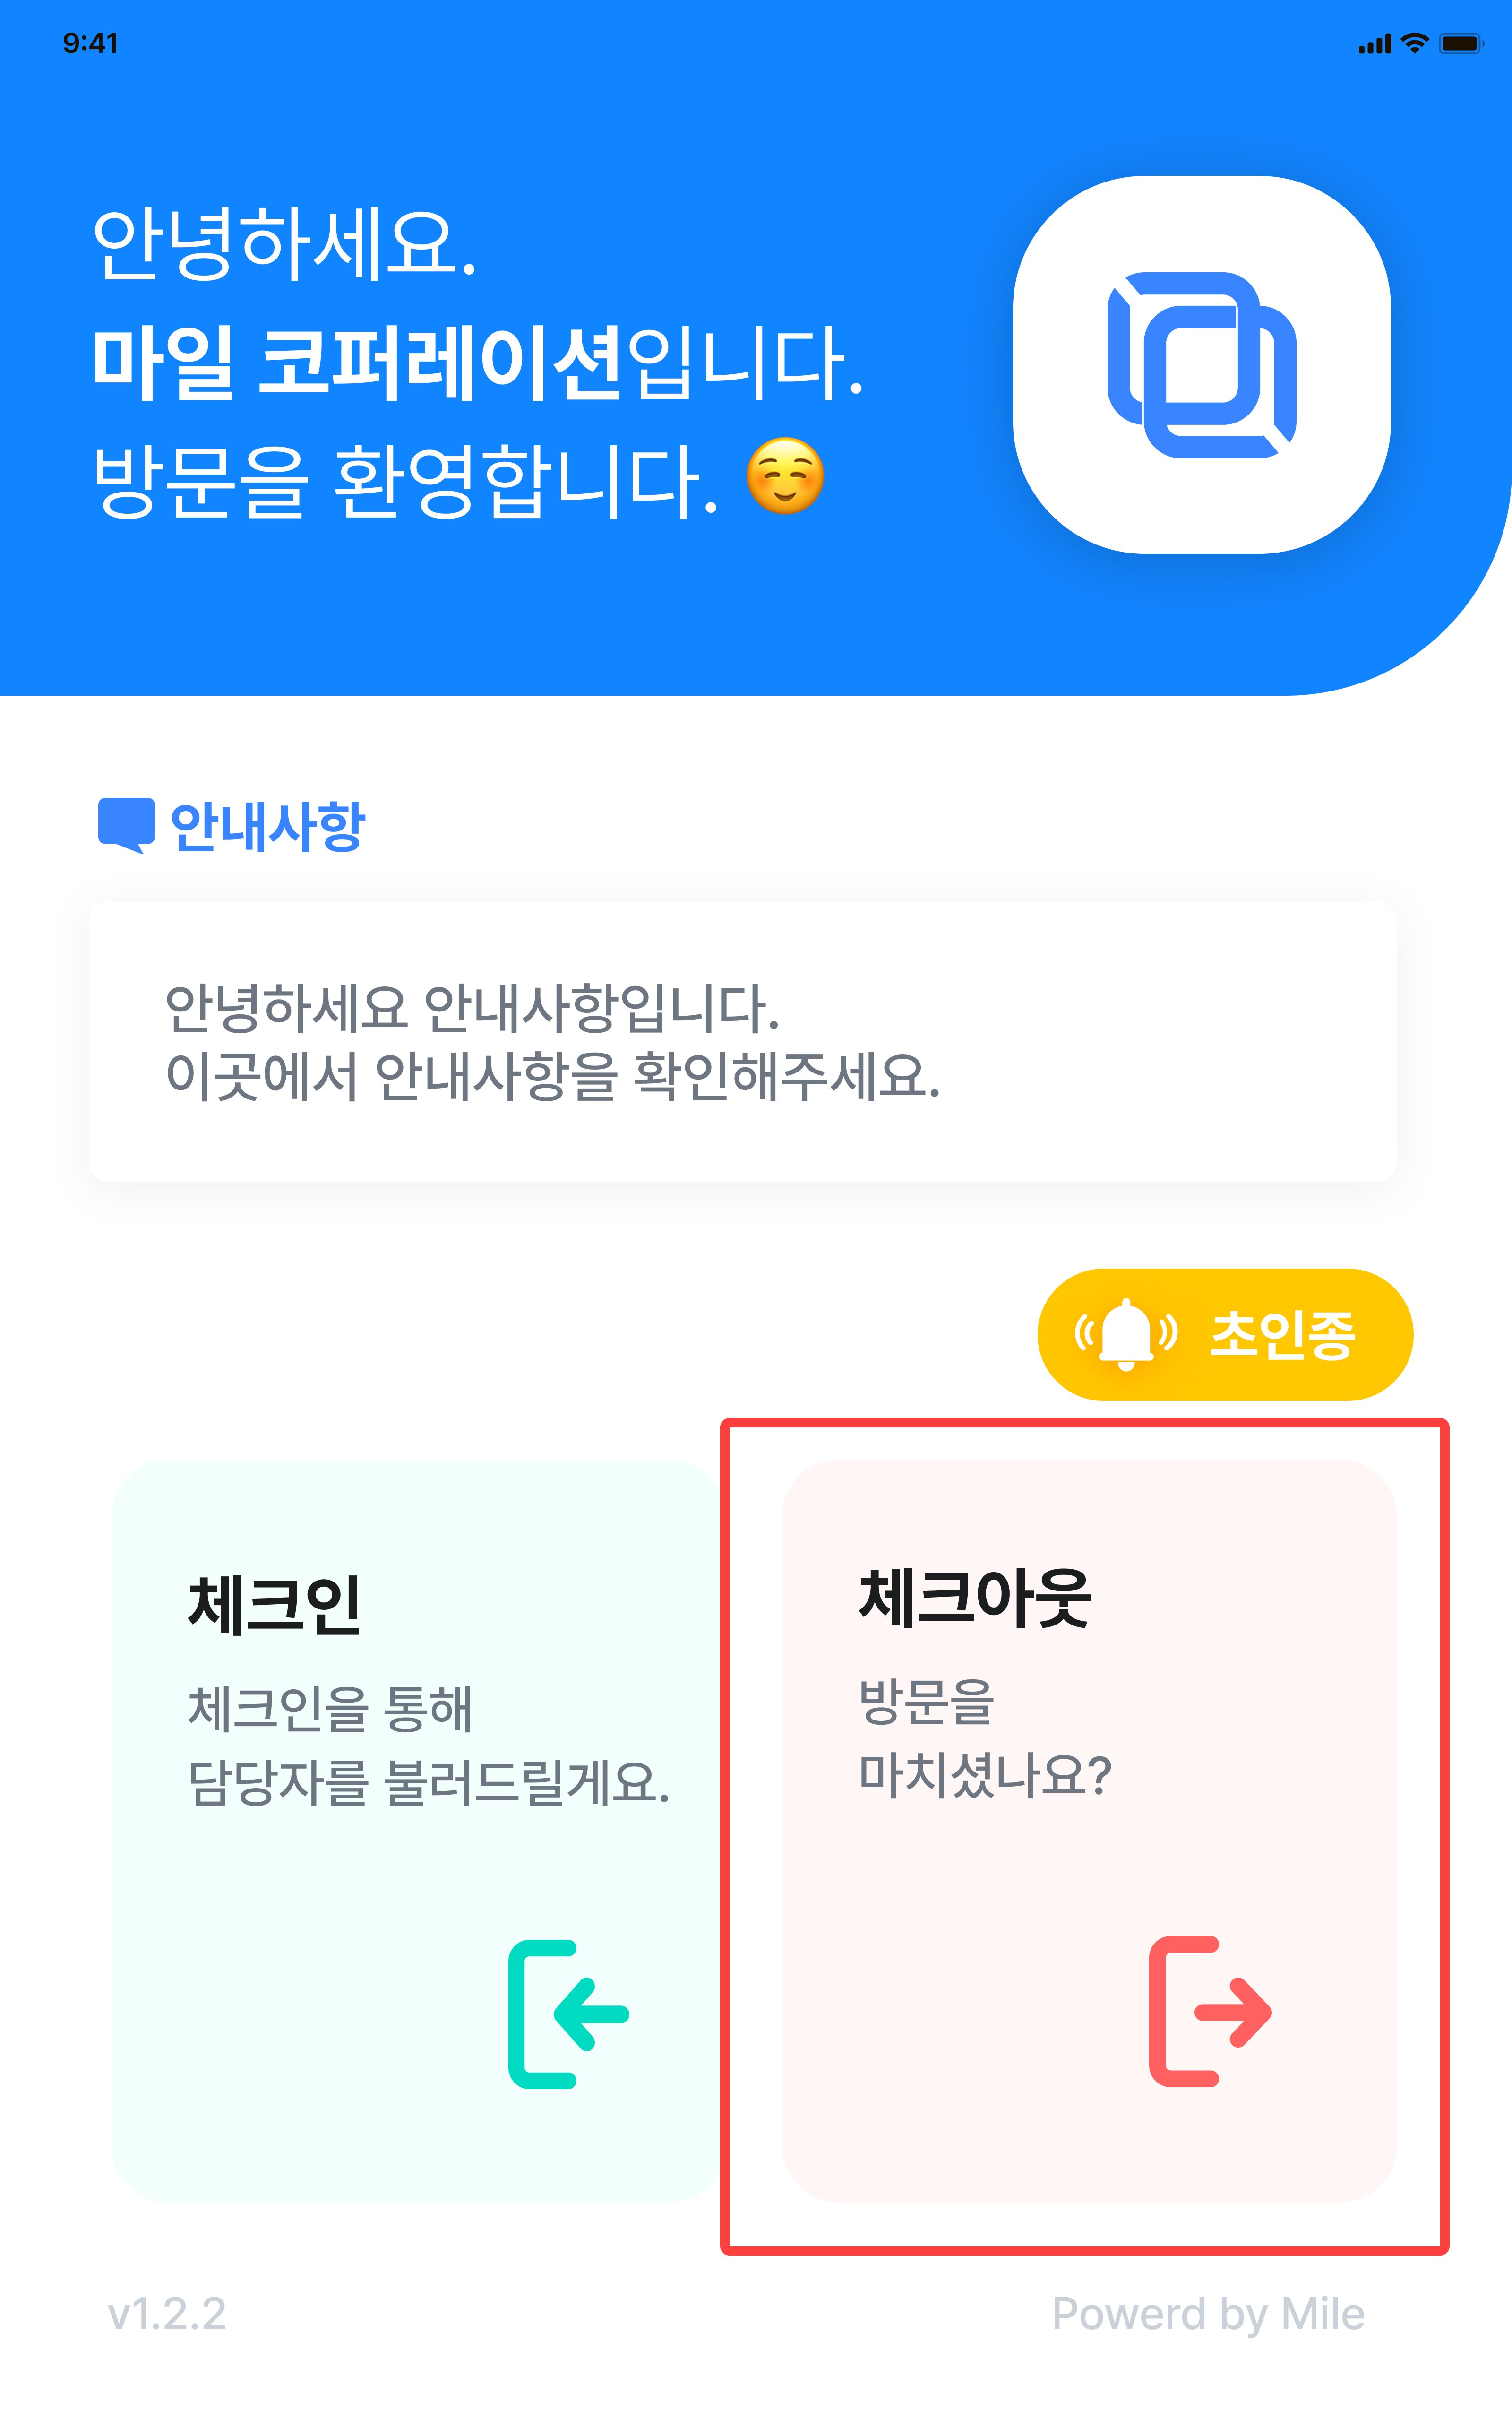 9:41
안녕하세요.
마일 코퍼레이션입니다.
방문을 환영합니다. ☺️
안내사항
안녕하세요 안내사항입니다.
이곳에서 안내사항을 확인해주세요.
초인종
체크인
체크인을 통해
담당자를 불러드릴게요.
체크아웃
방문을
마치셨나요?
v1.2.2
Powerd by Mile